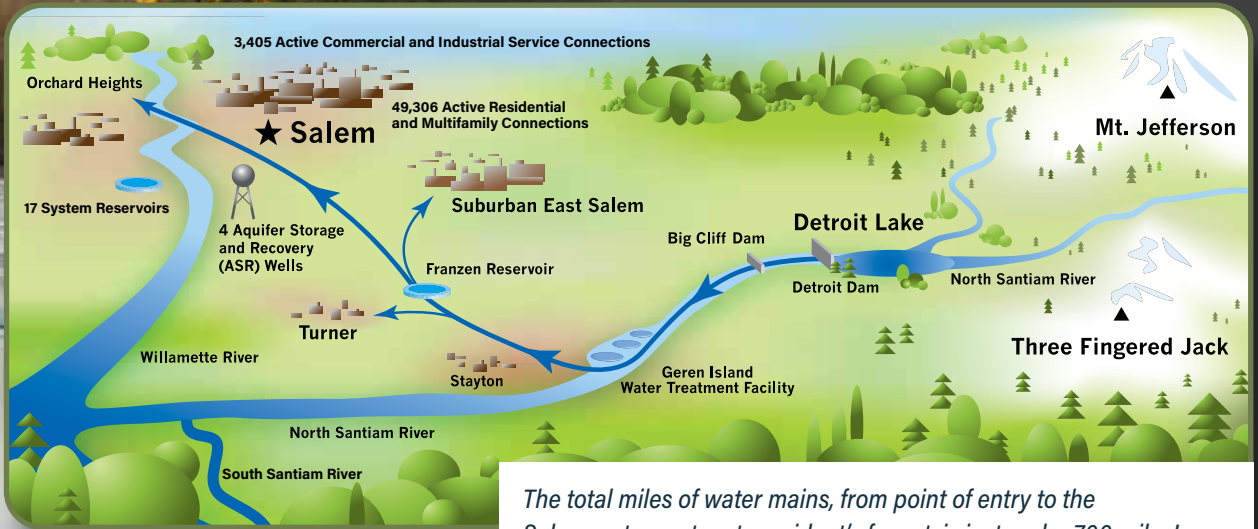 3,405 Active Commercial and Industrial Service Connections
Orchard Heights
49,306 Active Residential
and Multifamily Connections
★ Salem
Mt. Jefferson
17 System Reservoirs
Suburban East Salem
4 Aquifer Storage
and Recovery
(ASR) Wells
Detroit Lake
Big Cliff Dam
Franzen Reservoir
Detroit Dam
North Santiam River
Turner
Three Fingered Jack
Willamette River
Stayton
Geren Island
Water Treatment Facility
North Santiam River
South Santiam River
The total miles of water mains, from point of entry to the